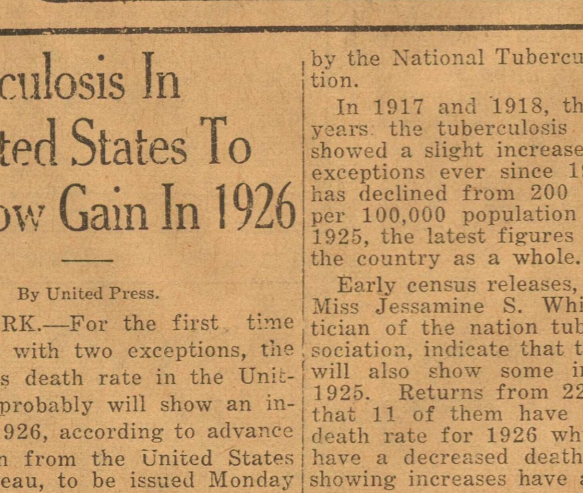 culosis In
ted States To
ow Gain In 1926
By United Press.
RK.—For the first time
with two exceptions, the
s death rate in the Unit-
probably will show an in-
926, according to advance
n from the United States
eau, to be issued Monday
by the National Tubercu
tion.
In 1917 and 1918, th
years the tuberculosis
showed a slight increase
exceptions ever since 19
has declined from 200
per 100,000 population
1925, the latest figures
the country as a whole.
Early census releases,
Miss Jessamine S. Whi
tician of the nation tub
sociation, indicate that t
will also show some in
1925. Returns from 22
that 11 of them have
death rate for 1926 wh
have a decreased death
showing increases have